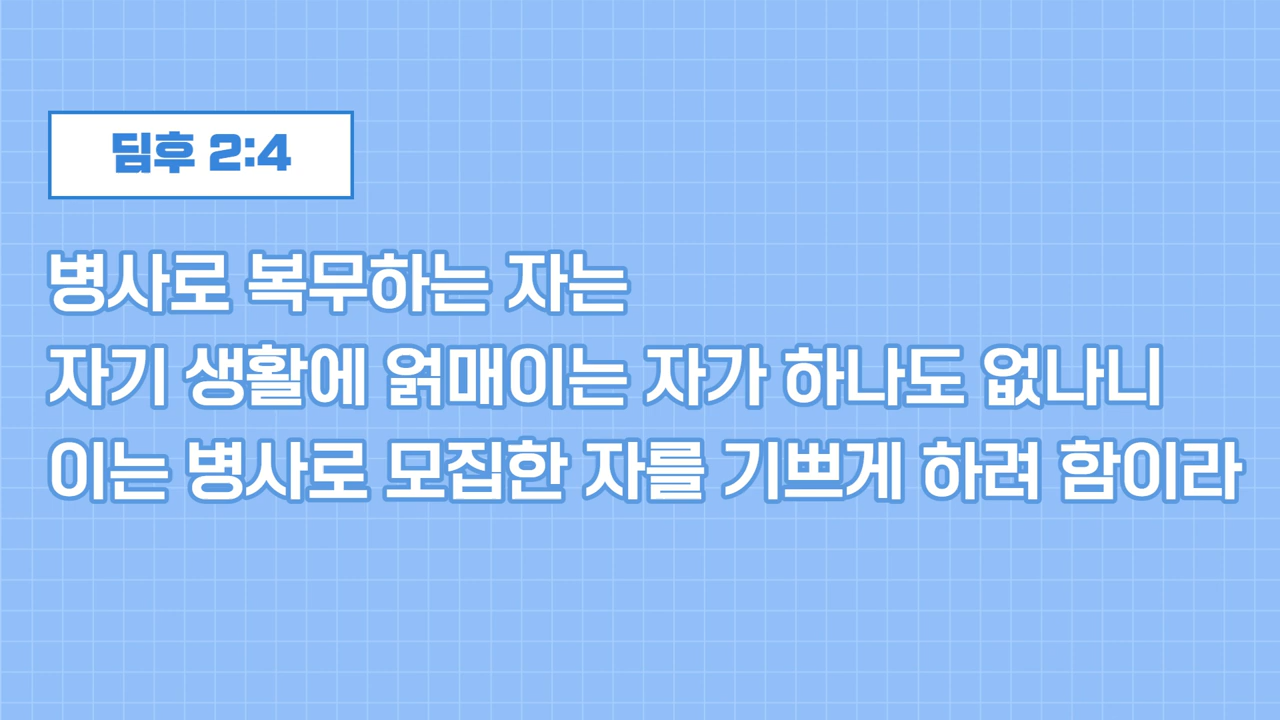 딤후 2:4
병사로 복무하는 자는
자기 생활에 얽매이는 자가 하나도 없나니
이는 병사로 모집한 자를 기쁘게 하려 함이라